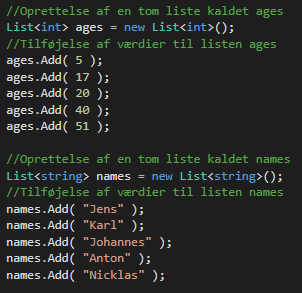 //Oprettelse af en tom liste kaldet ages
List<int> ages = new List<int>();
//Tilføjelse af værdier til listen ages
ages.Add( 5 );
ages.Add( 17 );
ages.Add( 20 );
ages.Add( 40 );
ages.Add( 51 );

//Oprettelse af en tom liste kaldet names
List<string> names = new List<string>();
//Tilføjelse af værdier til listen names
names.Add( "Jens" );
names.Add( "Karl" );
names.Add( "Johannes" );
names.Add( "Anton" );
names.Add( "Nicklas" );